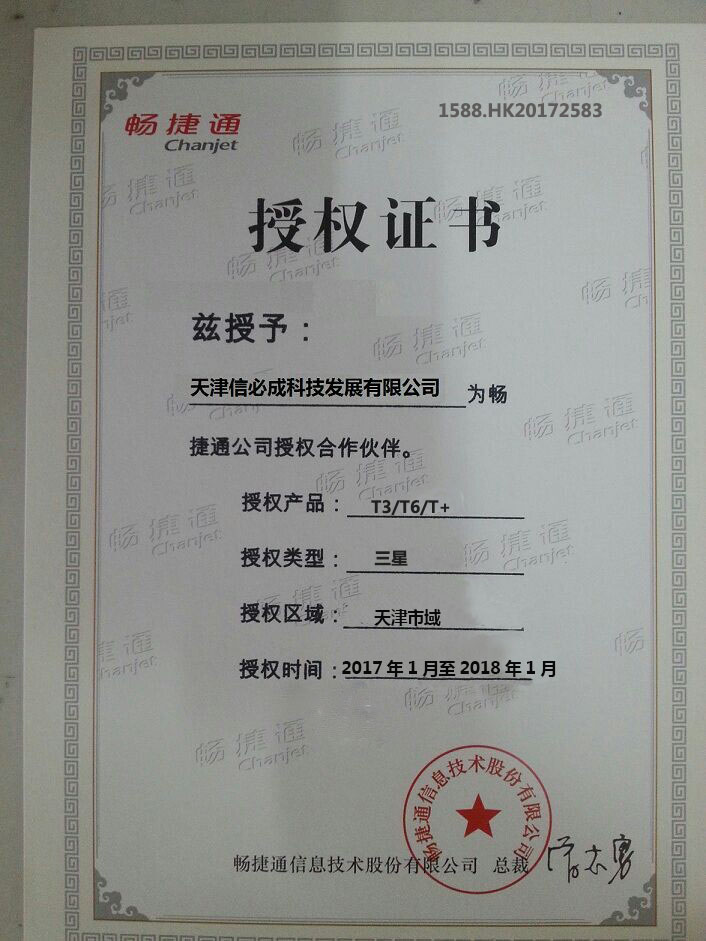 畅捷通
Chanjet
1588.HK20172583
授权证书
兹授予：
天津信必成科技发展有限公司 为畅
捷通公司授权合作伙伴。
授权产品： T3/T6/T+
授权类型： 三星
授权区域： 天津市域
授权时间：2017年1月至2018年1月
畅捷通信息技术股份有限公司
畅捷通信息技术股份有限公司 总裁